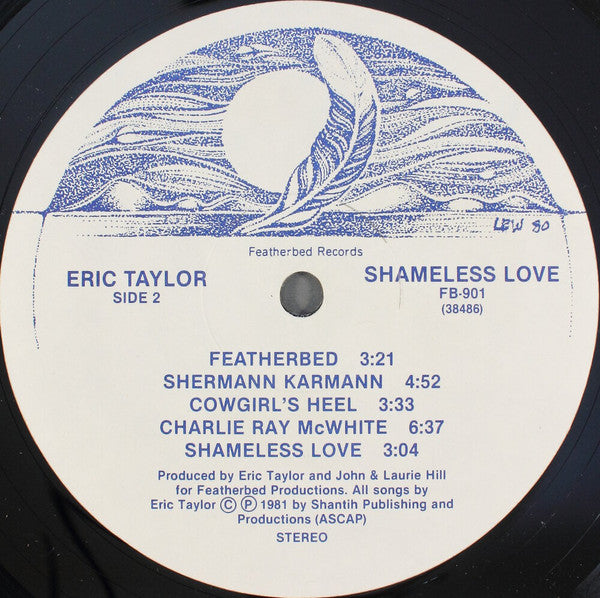 LEW 80
Featherbed Records
ERIC TAYLOR
SIDE 2
SHAMELESS LOVE
FB-901
(38486)
FEATHERBED 3:21
SHERMANN KARMANN 4:52
COWGIRL'S HEEL 3:33
CHARLIE RAY McWHITE 6:37
SHAMELESS LOVE 3:04
Produced by Eric Taylor and John & Laurie Hill
for Featherbed Productions. All songs by
Eric Taylor Ⓒ Ⓟ 1981 by Shantih Publishing and
Productions (ASCAP)
STEREO